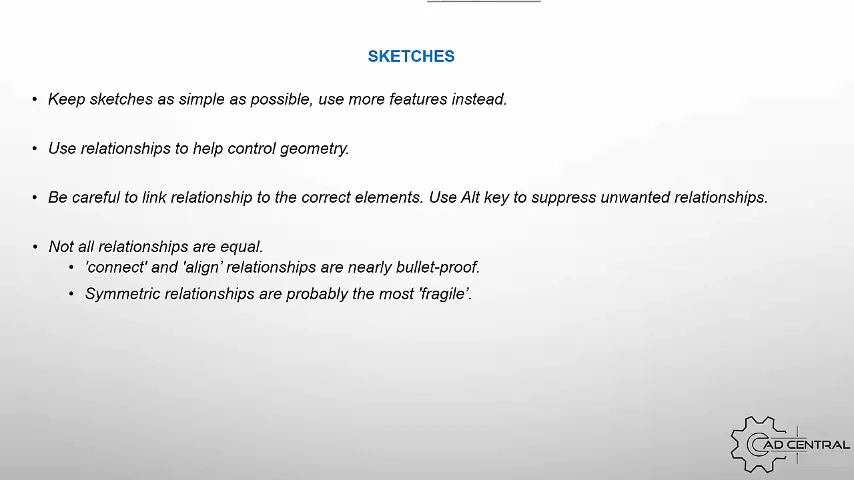 SKETCHES
• Keep sketches as simple as possible, use more features instead.
• Use relationships to help control geometry.
• Be careful to link relationship to the correct elements. Use Alt key to suppress unwanted relationships.
• Not all relationships are equal.
• 'connect' and 'align’ relationships are nearly bullet-proof.
• Symmetric relationships are probably the most 'fragile’.
CAD CENTRAL